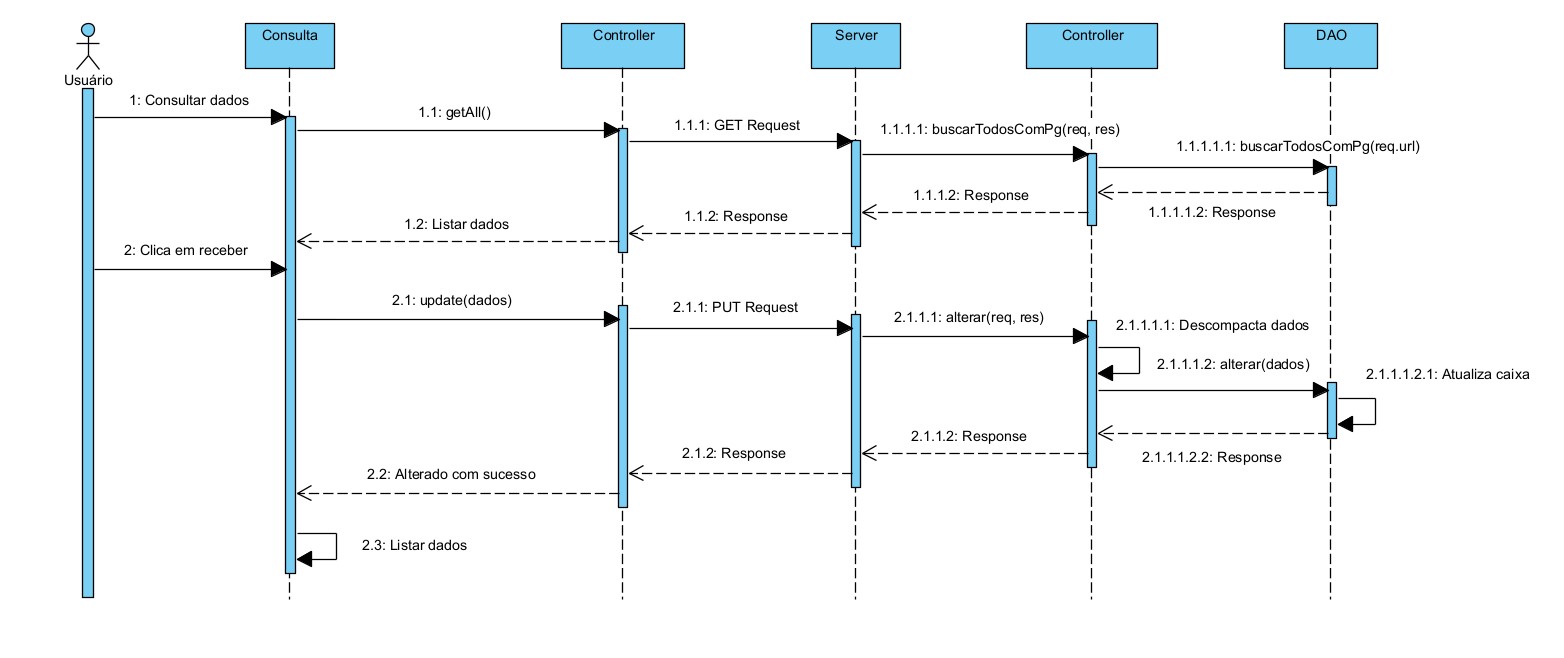 Usuário
Consulta
Controller
Server
Controller
DAO
1: Consultar dados
1.1: getAll()
1.1.1: GET Request
1.1.1.1: buscarTodosComPg(req, res)
1.1.1.1.1: buscarTodosComPg(req.url)
1.1.1.1.2: Response
1.1.1.2: Response
1.1.2: Response
1.2: Listar dados
2: Clica em receber
2.1: update(dados)
2.1.1: PUT Request
2.1.1.1: alterar(req, res)
2.1.1.1.1: Descompacta dados
2.1.1.1.2: alterar(dados)
2.1.1.1.2.1: Atualiza caixa
2.1.1.1.2.2: Response
2.1.1.2: Response
2.1.2: Response
2.2: Alterado com sucesso
2.3: Listar dados